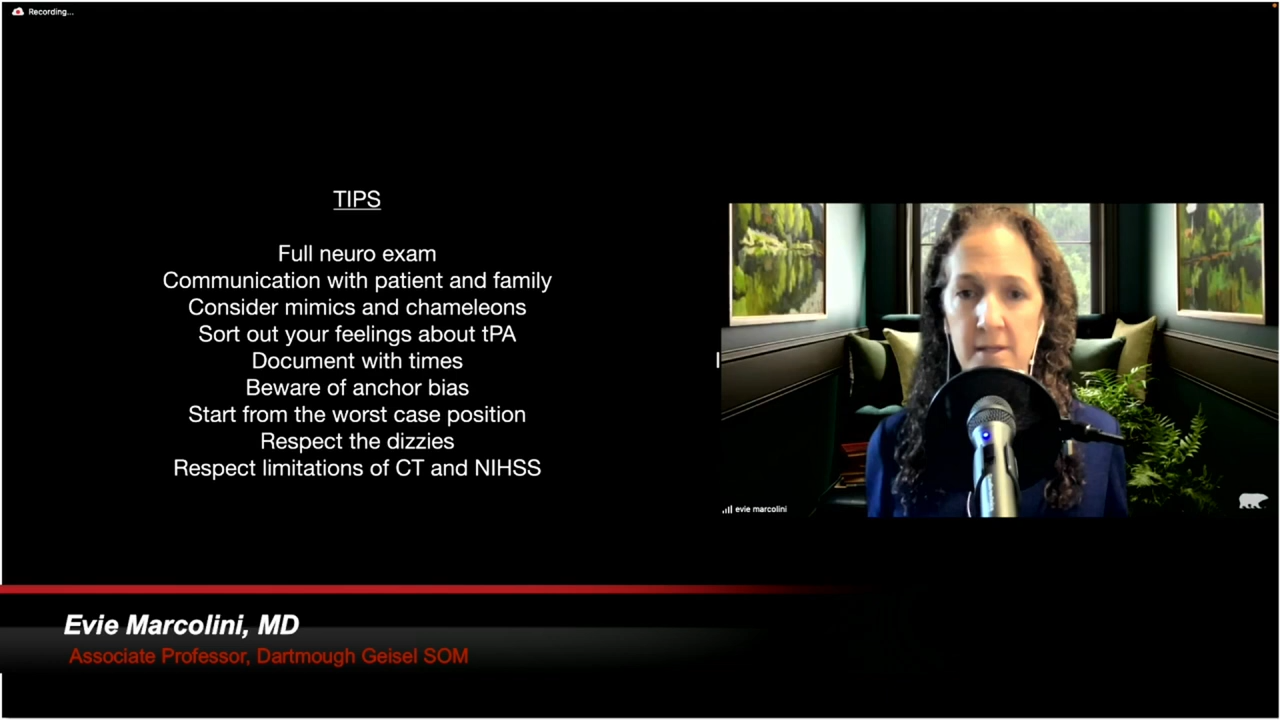 Recording...
TIPS
Full neuro exam
Communication with patient and family
Consider mimics and chameleons
Sort out your feelings about tPA
Document with times
Beware of anchor bias
Start from the worst case position
Respect the dizzies
Respect limitations of CT and NIHSS
evie marcolini
Evie Marcolini, MD
Associate Professor, Dartmough Geisel SOM